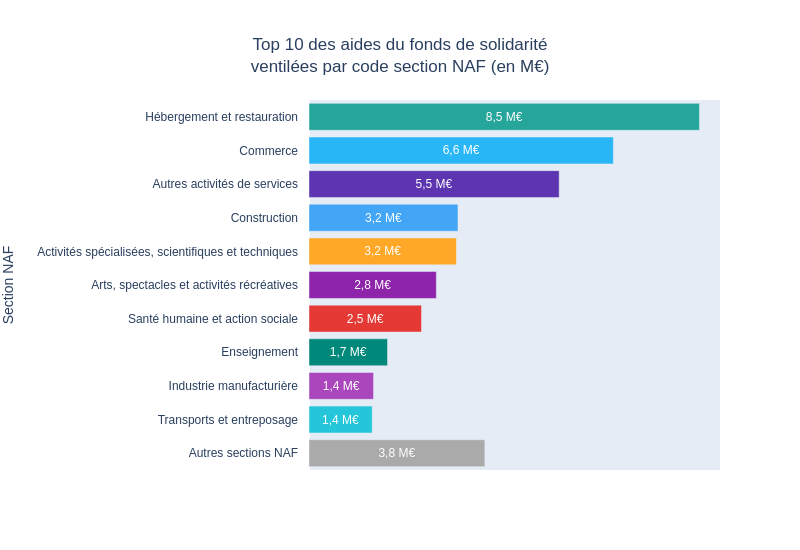 Top 10 des aides du fonds de solidarité
ventilées par code section NAF (en M€)
Section NAF
Hébergement et restauration 8,5 M€
Commerce 6,6 M€
Autres activités de services 5,5 M€
Construction 3,2 M€
Activités spécialisées, scientifiques et techniques 3,2 M€
Arts, spectacles et activités récréatives 2,8 M€
Santé humaine et action sociale 2,5 M€
Enseignement 1,7 M€
Industrie manufacturière 1,4 M€
Transports et entreposage 1,4 M€
Autres sections NAF 3,8 M€